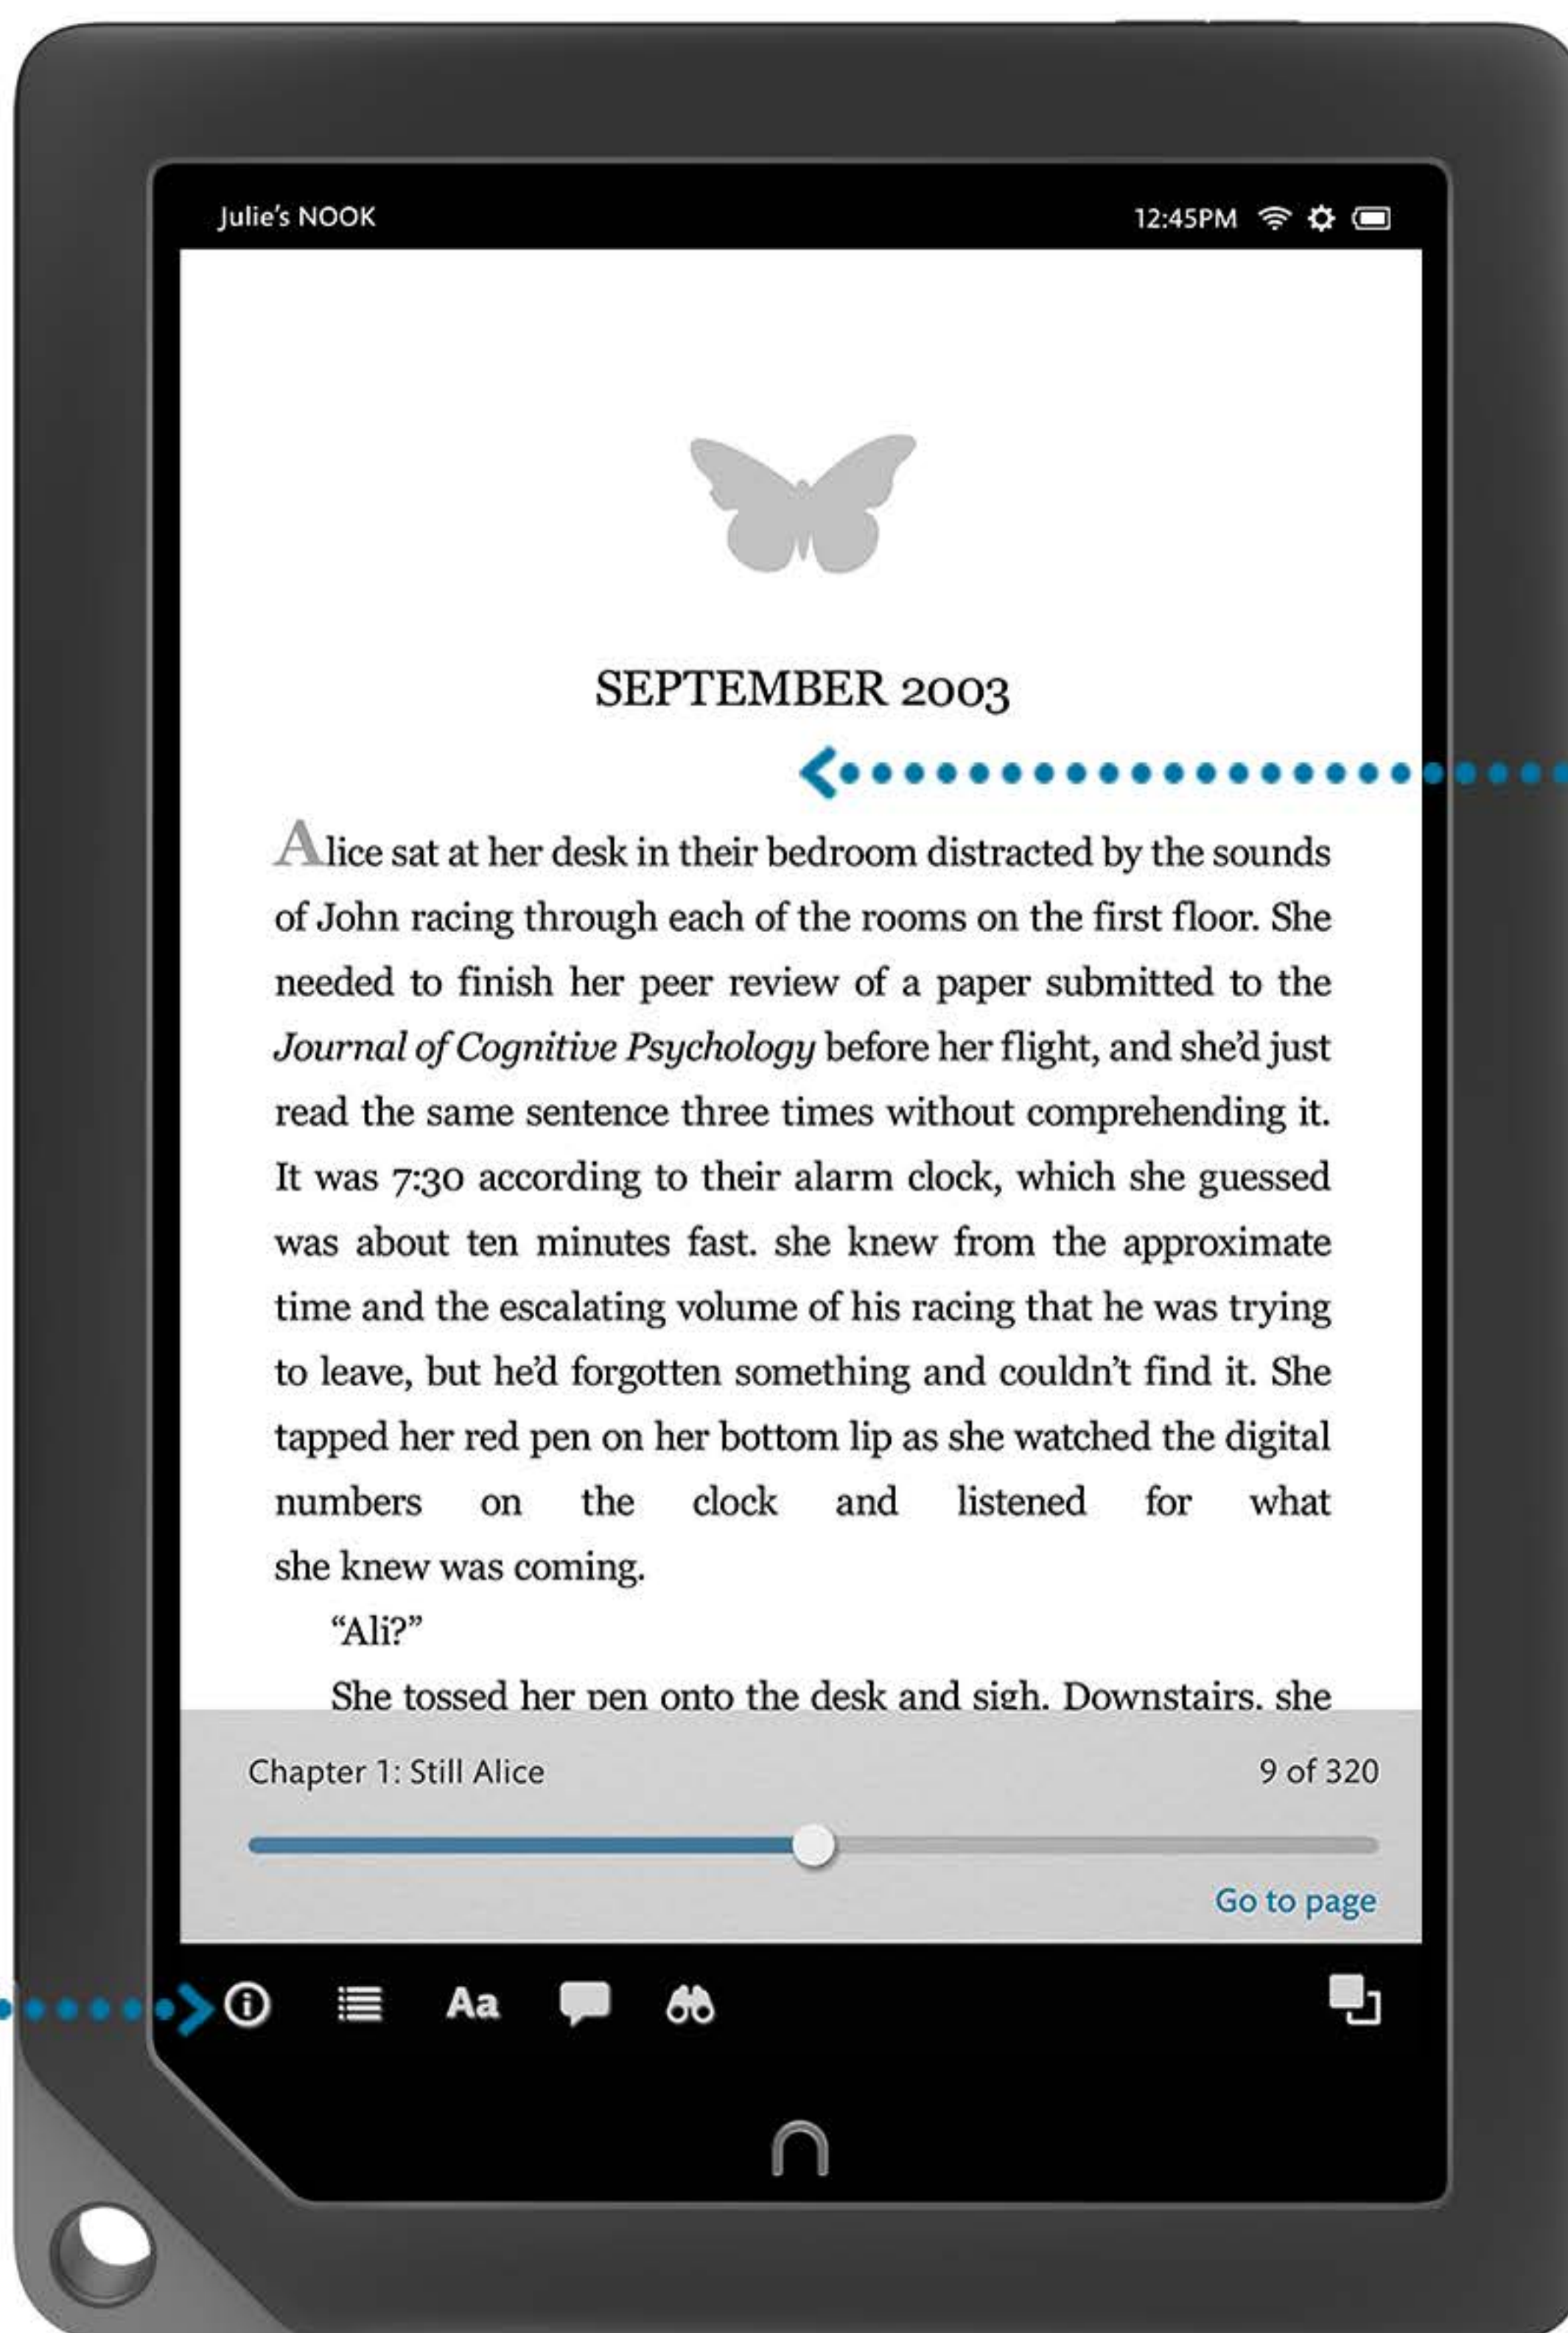 Julie's NOOK 12:45PM
SEPTEMBER 2003
Alice sat at her desk in their bedroom distracted by the sounds
of John racing through each of the rooms on the first floor. She
needed to finish her peer review of a paper submitted to the
Journal of Cognitive Psychology before her flight, and she'd just
read the same sentence three times without comprehending it.
It was 7:30 according to their alarm clock, which she guessed
was about ten minutes fast. she knew from the approximate
time and the escalating volume of his racing that he was trying
to leave, but he'd forgotten something and couldn't find it. She
tapped her red pen on her bottom lip as she watched the digital
numbers on the clock and listened for what
she knew was coming.
“Ali?”
She tossed her pen onto the desk and sigh. Downstairs, she
Chapter 1: Still Alice 9 of 320
Go to page
Aa